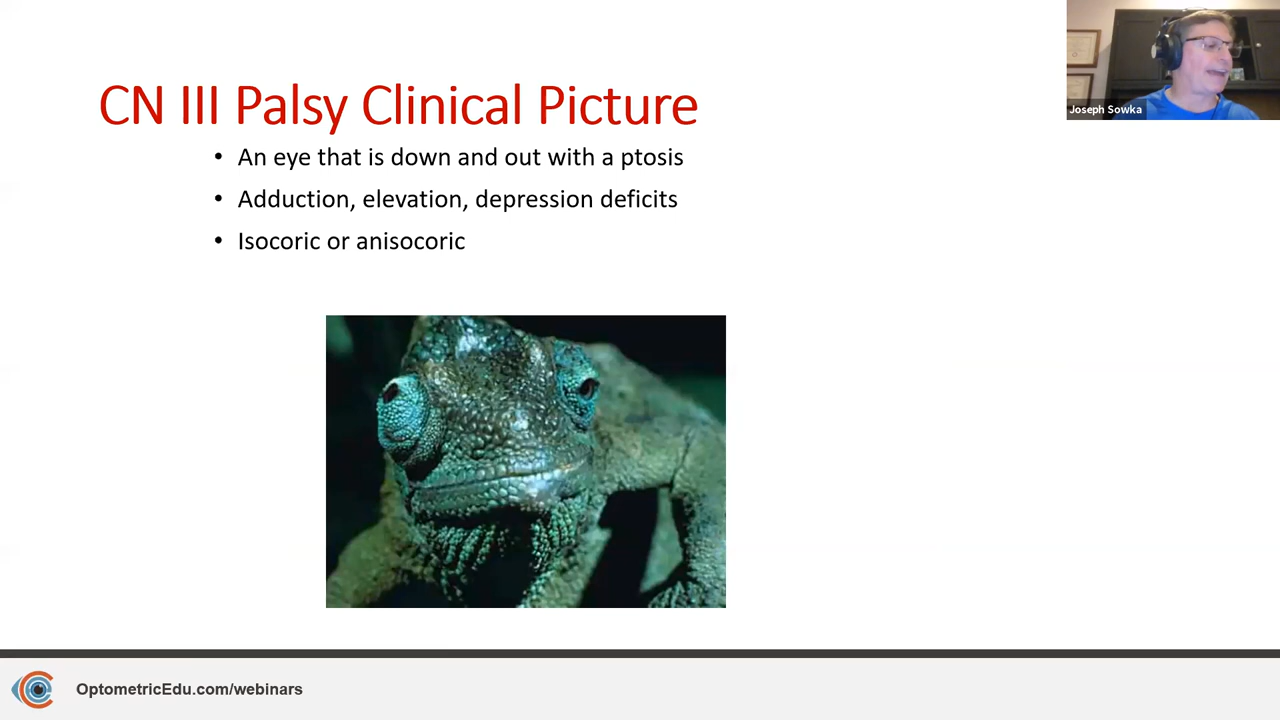 Joseph Sowka
CN III Palsy Clinical Picture
• An eye that is down and out with a ptosis
• Adduction, elevation, depression deficits
• Isocoric or anisocoric
OptometricEdu.com/webinars